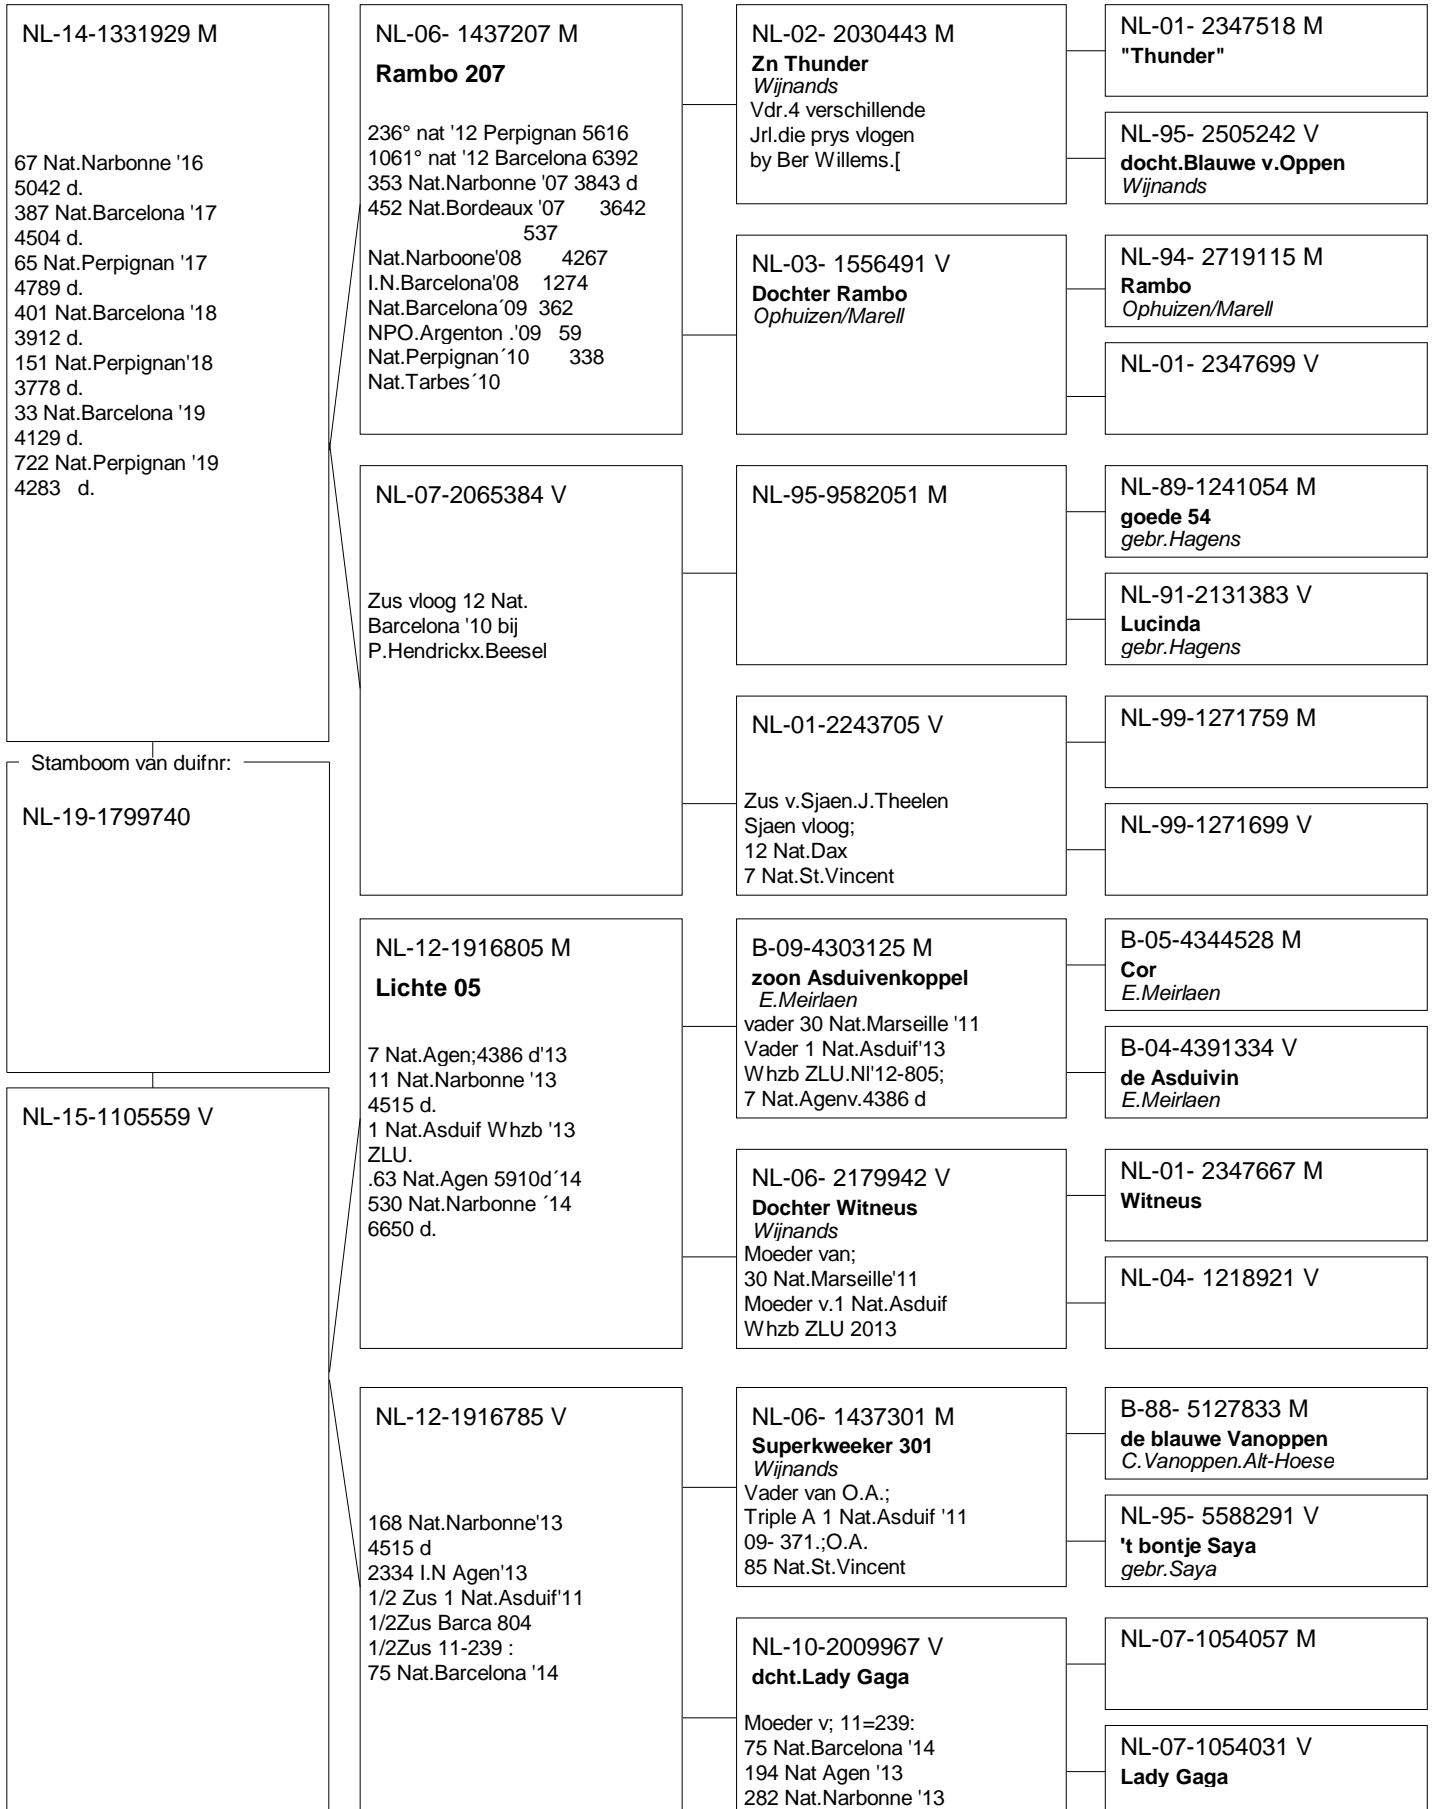 NL-14-1331929 M
67 Nat.Narbonne '16
5042 d.
387 Nat.Barcelona '17
4504 d.
65 Nat.Perpignan '17
4789 d.
401 Nat.Barcelona '18
3912 d.
151 Nat.Perpignan'18
3778 d.
33 Nat.Barcelona '19
4129 d.
722 Nat.Perpignan '19
4283 d.
Stamboom van duifnr:
NL-19-1799740
NL-15-1105559 V
NL-06- 1437207 M
Rambo 207
236° nat '12 Perpignan 5616
1061° nat '12 Barcelona 6392
353 Nat.Narbonne '07 3843 d
452 Nat.Bordeaux '07 3642
537
Nat.Narboone'08 4267
I.N.Barcelona'08 1274
Nat.Barcelona´09 362
NPO.Argenton .'09 59
Nat.Perpignan´10 338
Nat.Tarbes´10
NL-07-2065384 V
Zus vloog 12 Nat.
Barcelona '10 bij
P.Hendrickx.Beesel
NL-12-1916805 M
Lichte 05
7 Nat.Agen;4386 d'13
11 Nat.Narbonne '13
4515 d.
1 Nat.Asduif Whzb '13
ZLU.
.63 Nat.Agen 5910d´14
530 Nat.Narbonne ´14
6650 d.
NL-12-1916785 V
168 Nat.Narbonne'13
4515 d
2334 I.N Agen'13
1/2 Zus 1 Nat.Asduif'11
1/2Zus Barca 804
1/2Zus 11-239 :
75 Nat.Barcelona '14
NL-02- 2030443 M
Zn Thunder
Wijnands
Vdr.4 verschillende
Jrl.die prys vlogen
by Ber Willems.[
NL-03- 1556491 V
Dochter Rambo
Ophuizen/Marell
NL-95-9582051 M
NL-01-2243705 V
Zus v.Sjaen.J.Theelen
Sjaen vloog;
12 Nat.Dax
7 Nat.St.Vincent
B-09-4303125 M
zoon Asduivenkoppel
E.Meirlaen
vader 30 Nat.Marseille '11
Vader 1 Nat.Asduif'13
Whzb ZLU.Nl'12-805;
7 Nat.Agenv.4386 d
NL-06- 2179942 V
Dochter Witneus
Wijnands
Moeder van;
30 Nat.Marseille'11
Moeder v.1 Nat.Asduif
Whzb ZLU 2013
NL-06- 1437301 M
Superkweeker 301
Wijnands
Vader van O.A.;
Triple A 1 Nat.Asduif '11
09- 371.;O.A.
85 Nat.St.Vincent
NL-10-2009967 V
dcht.Lady Gaga
Moeder v; 11=239:
75 Nat.Barcelona '14
194 Nat Agen '13
282 Nat.Narbonne '13
NL-01- 2347518 M
"Thunder"
NL-95- 2505242 V
docht.Blauwe v.Oppen
Wijnands
NL-94- 2719115 M
Rambo
Ophuizen/Marell
NL-01- 2347699 V
NL-89-1241054 M
goede 54
gebr.Hagens
NL-91-2131383 V
Lucinda
gebr.Hagens
NL-99-1271759 M
NL-99-1271699 V
B-05-4344528 M
Cor
E.Meirlaen
B-04-4391334 V
de Asduivin
E.Meirlaen
NL-01- 2347667 M
Witneus
NL-04- 1218921 V
B-88- 5127833 M
de blauwe Vanoppen
C.Vanoppen.Alt-Hoese
NL-95- 5588291 V
't bontje Saya
gebr.Saya
NL-07-1054057 M
NL-07-1054031 V
Lady Gaga